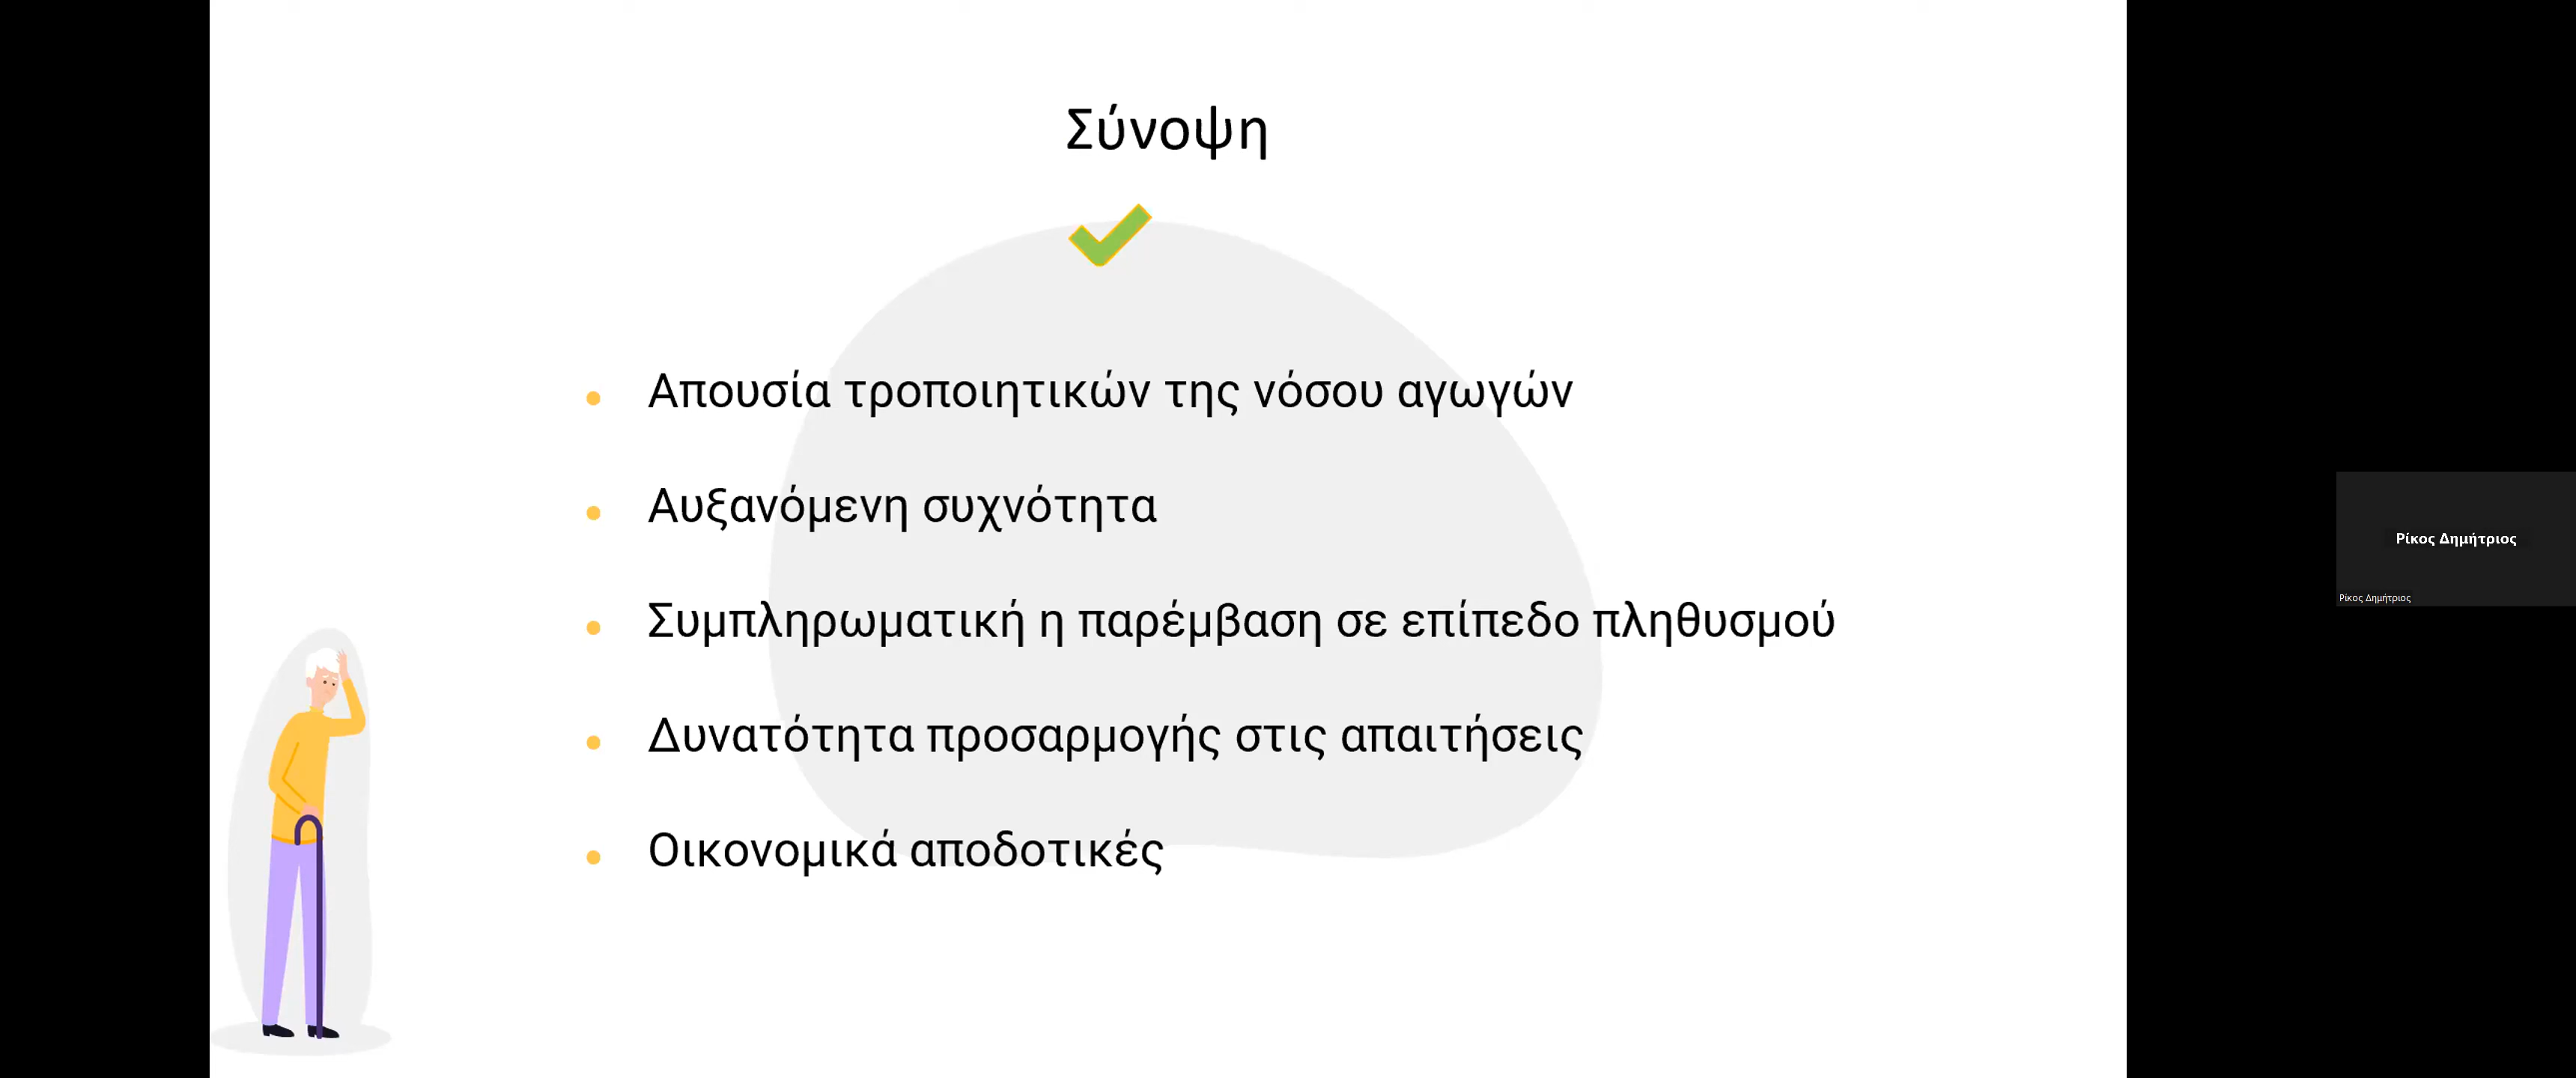 Σύνοψη
Απουσία τροποιητικών της νόσου αγωγών
Αυξανόμενη συχνότητα
Συμπληρωματική η παρέμβαση σε επίπεδο πληθυσμού
Δυνατότητα προσαρμογής στις απαιτήσεις
Οικονομικά αποδοτικές
Ρίκος Δημήτριος
Ρίκος Δημήτριος